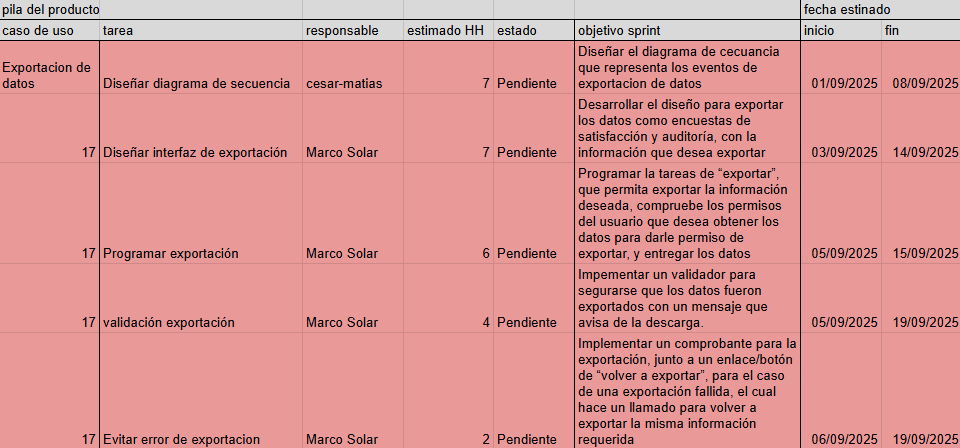 pila del producto fecha estinado
caso de uso tarea responsable estimado HH estado objetivo sprint inicio fin
Diseñar el diagrama de cecuancia
que representa los eventos de
Exportacion de
datos Diseñar diagrama de secuencia cesar-matias 7 Pendiente exportacion de datos 01/09/2025 08/09/2025
Desarrollar el diseño para exportar
los datos como encuestas de
satisfacción y auditoría, con la
17 Diseñar interfaz de exportación Marco Solar 7 Pendiente información que desea exportar 03/09/2025 14/09/2025
Programar la tareas de “exportar”,
que permita exportar la información
deseada, compruebe los permisos
del usuario que desea obtener los
datos para darle permiso de
17 Programar exportación Marco Solar 6 Pendiente exportar, y entregar los datos 05/09/2025 15/09/2025
Impementar un validador para
segurarse que los datos fueron
exportados con un mensaje que
17 validación exportación Marco Solar 4 Pendiente avisa de la descarga. 05/09/2025 19/09/2025
Implementar un comprobante para la
exportación, junto a un enlace/botón
de “volver a exportar”, para el caso
de una exportación fallida, el cual
hace un llamado para volver a
exportar la misma información
17 Evitar error de exportacion Marco Solar 2 Pendiente requerida 06/09/2025 19/09/2025